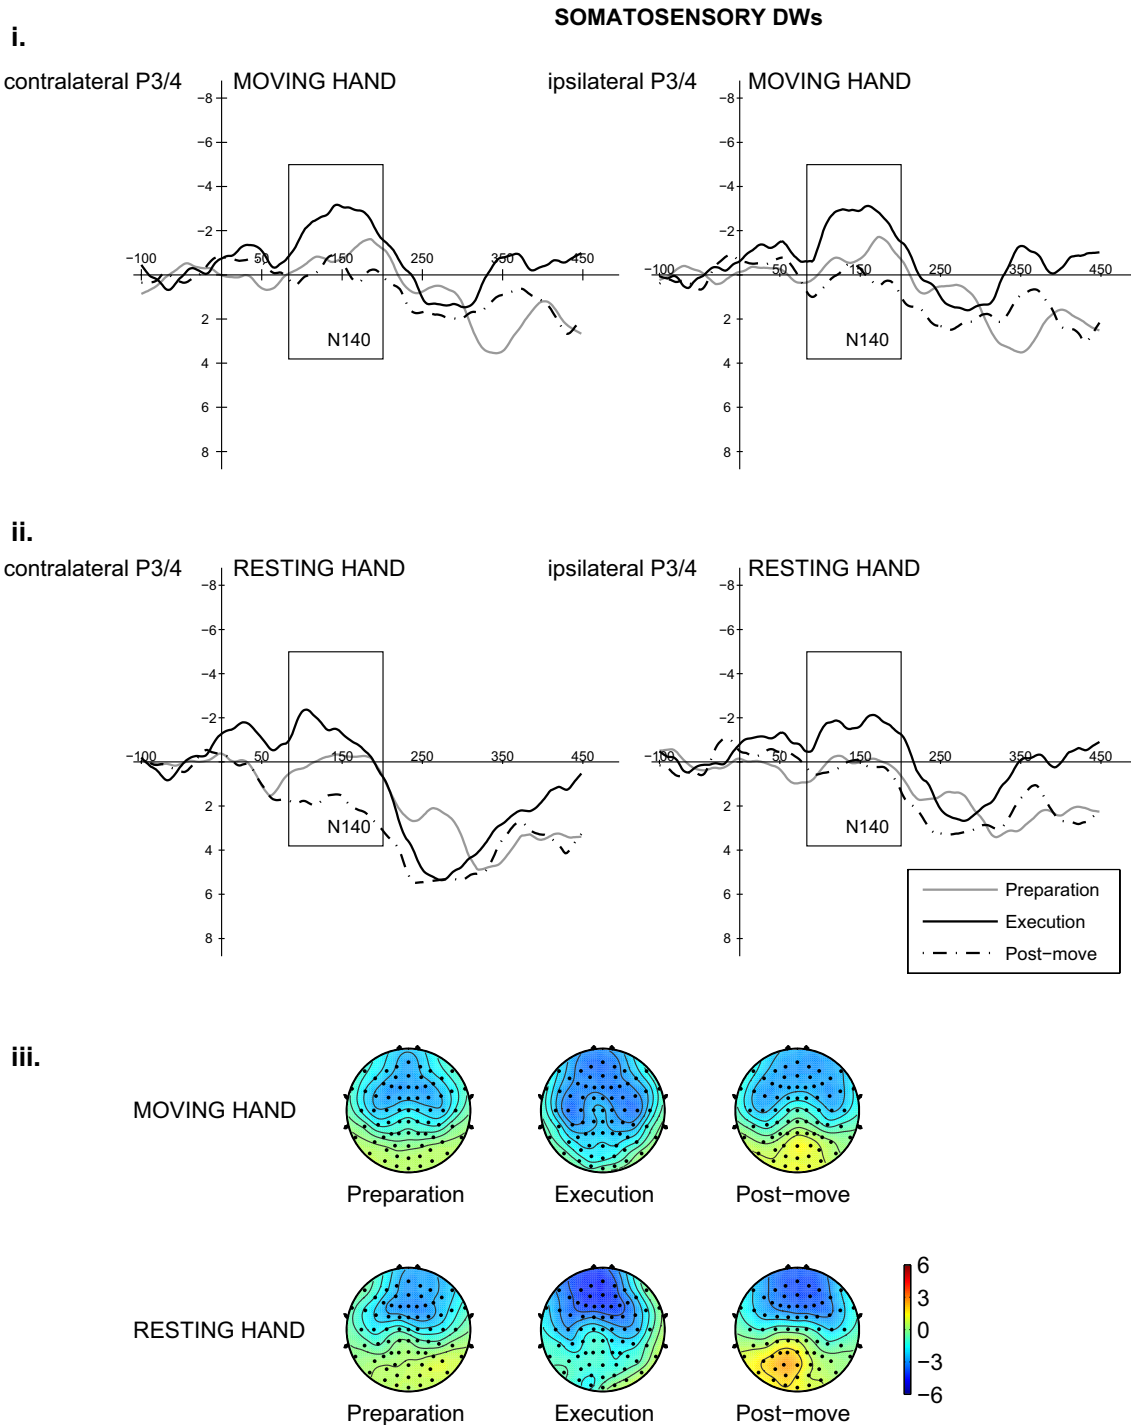 SOMATOSENSORY DWs
i.
contralateral P3/4 MOVING HAND
ipsilateral P3/4 MOVING HAND
−8
−6
−4
−2
−100 50 150 250 350 450
2
N140
4
6
8
−8
−6
−4
−2
−100 50 150 250 350 450
2
N140
4
6
8
ii.
contralateral P3/4 RESTING HAND
ipsilateral P3/4 RESTING HAND
−8
−6
−4
−2
−100 50 150 250 350 450
2
N140
4
6
8
−8
−6
−4
−2
−100 50 150 250 350 450
2
N140
4
6
8
Preparation
Execution
Post−move
iii.
MOVING HAND
Preparation Execution Post−move
RESTING HAND
Preparation Execution Post−move
6
3
0
−3
−6